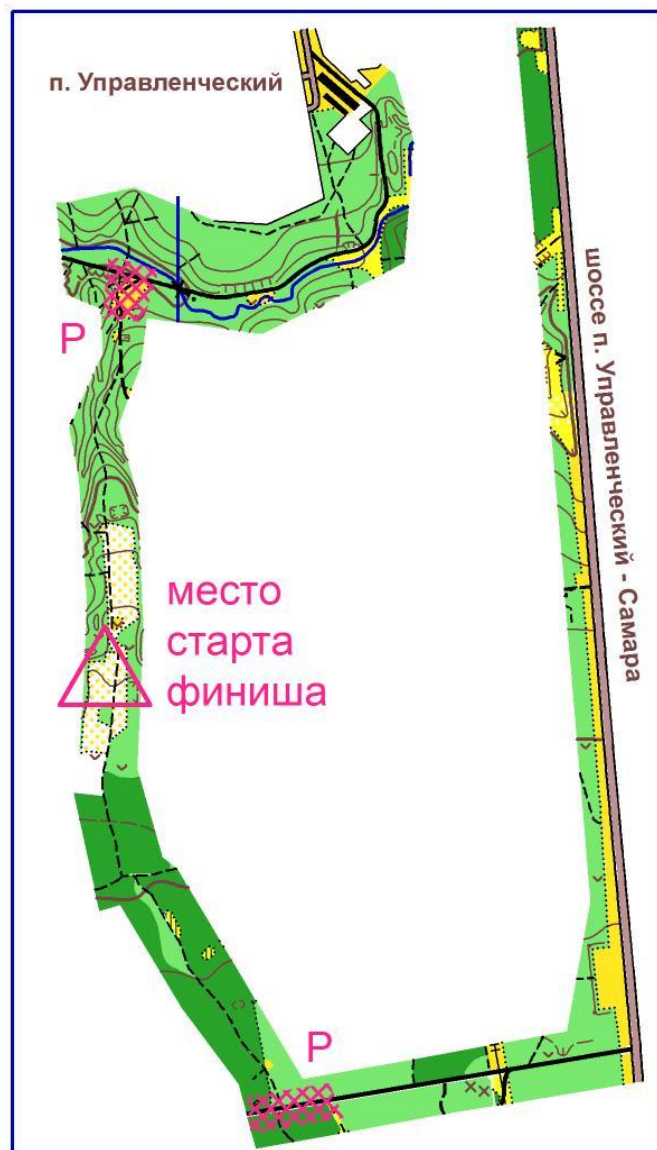 п. Управленческий
шоссе п. Управленческий - Самара
P
место
старта
финиша
P